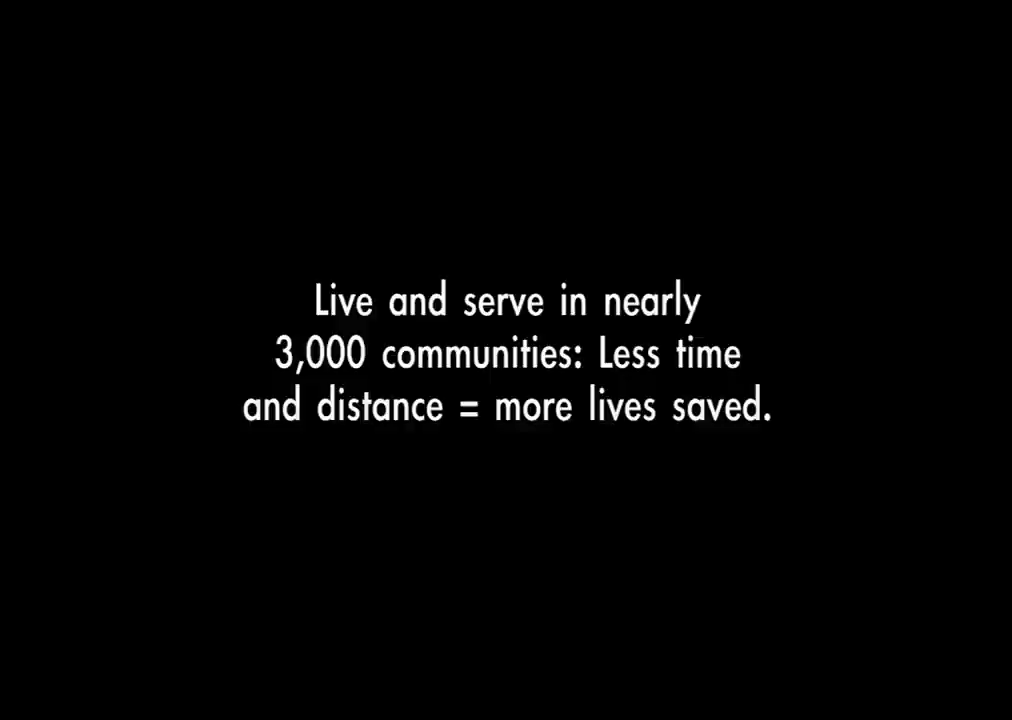 Live and serve in nearly
3,000 communities: Less time
and distance = more lives saved.